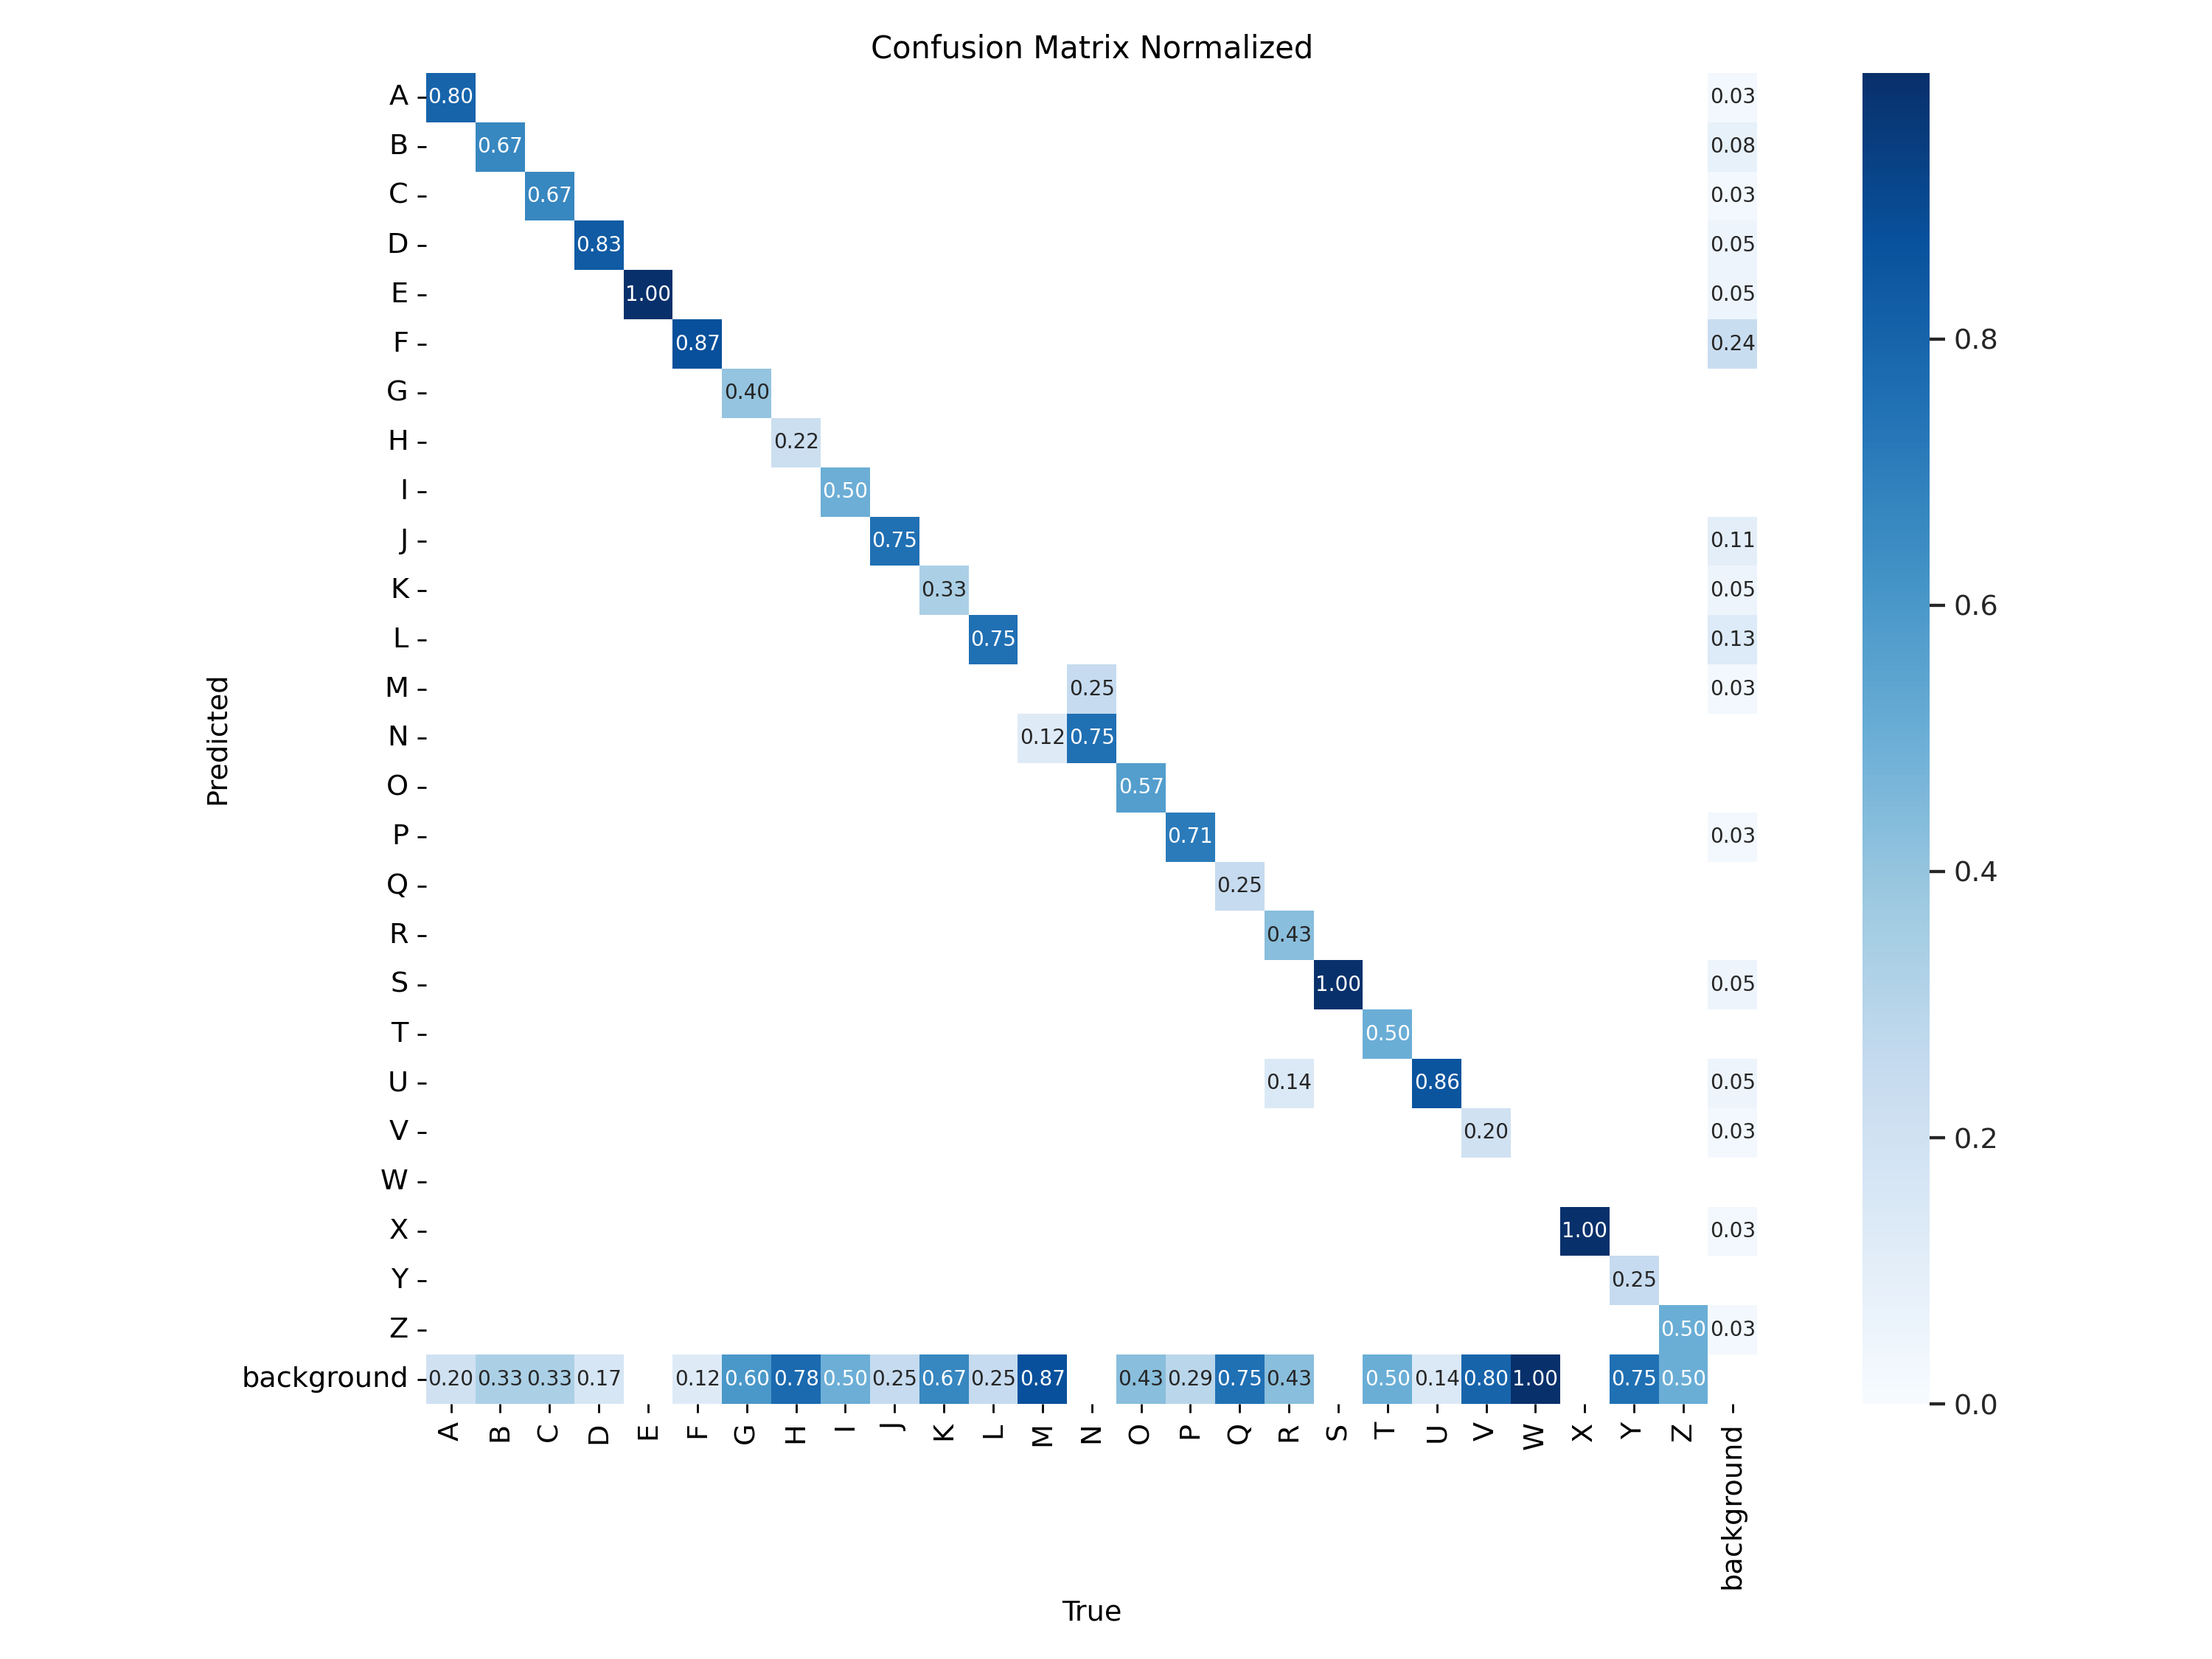 Confusion Matrix Normalized
A 0.80 0.03
B 0.67 0.08
C 0.67 0.03
D 0.83 0.05
E 1.00 0.05
F 0.87 0.24
G 0.40
H 0.22
I 0.50
J 0.75 0.11
K 0.33 0.05
L 0.75 0.13
M 0.25 0.03
N 0.12 0.75
O 0.57
P 0.71 0.03
Q 0.25
R 0.43
S 1.00 0.05
T 0.50
U 0.14 0.86 0.05
V 0.20 0.03
W
X 1.00 0.03
Y 0.25
Z 0.50 0.03
background 0.20 0.33 0.33 0.17 0.12 0.60 0.78 0.50 0.25 0.67 0.25 0.87 0.43 0.29 0.75 0.43 0.50 0.14 0.80 1.00 0.75 0.50
A B C D E F G H I J K L M N O P Q R S T U V W X Y Z background
Predicted
True
0.8
0.6
0.4
0.2
0.0